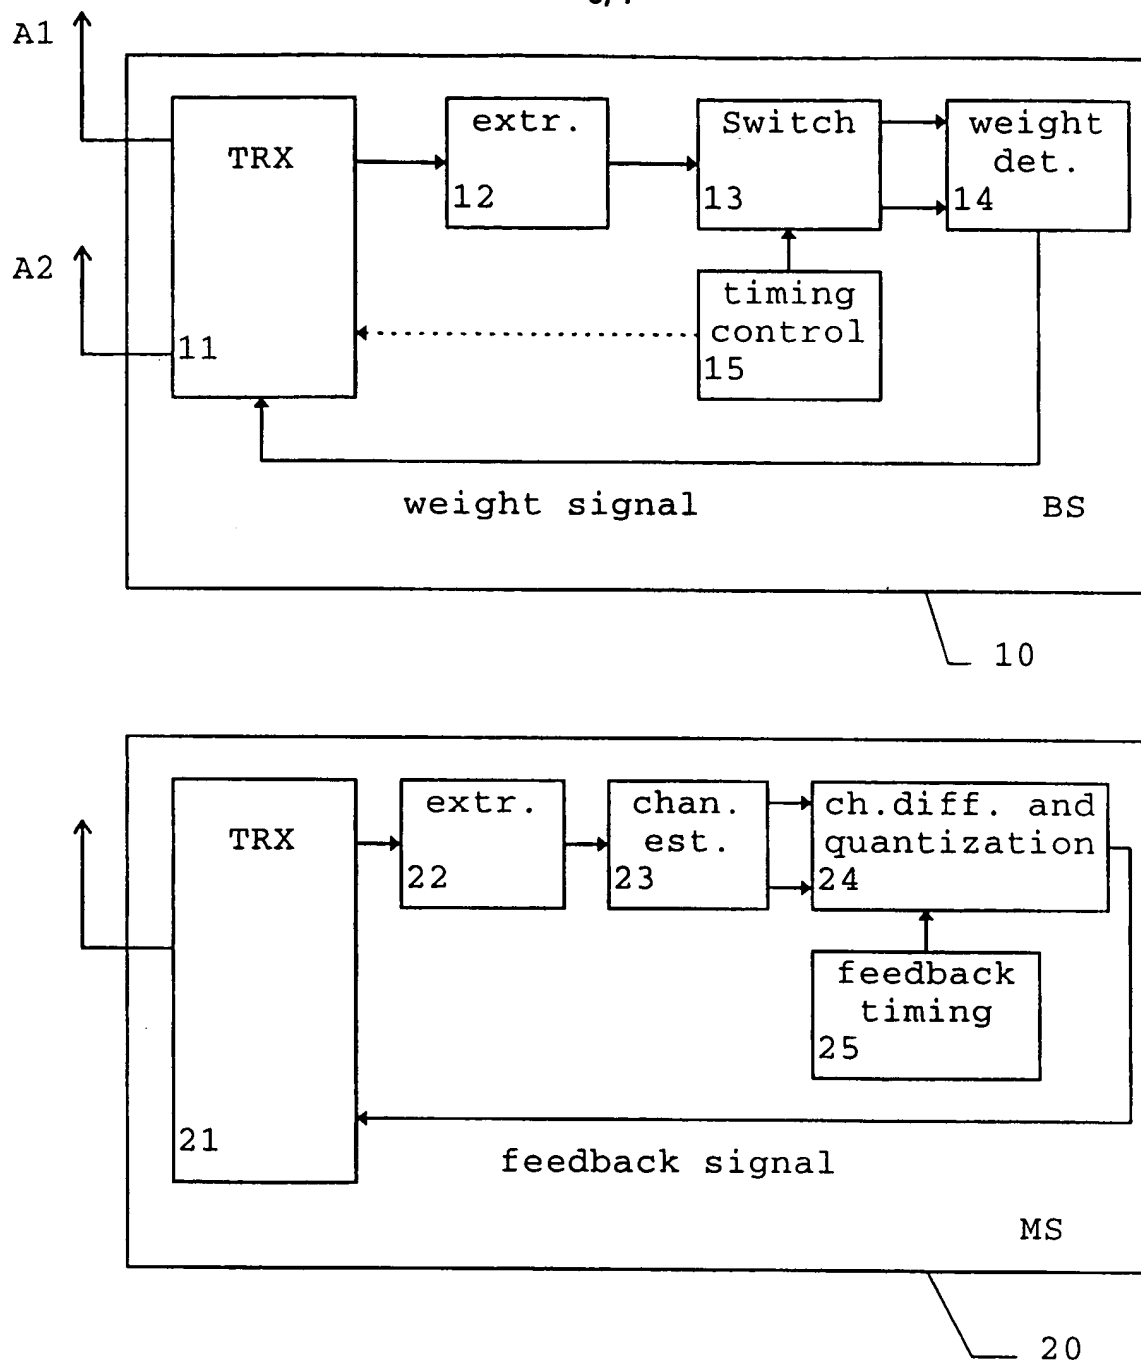 A1
extr.
Switch
weight
det.
TRX
12
13
14
A2
timing
control
11
15
weight signal
BS
10
extr.
chan.
est.
ch.diff. and
quantization
TRX
22
23
24
feedback
timing
25
21
feedback signal
MS
20